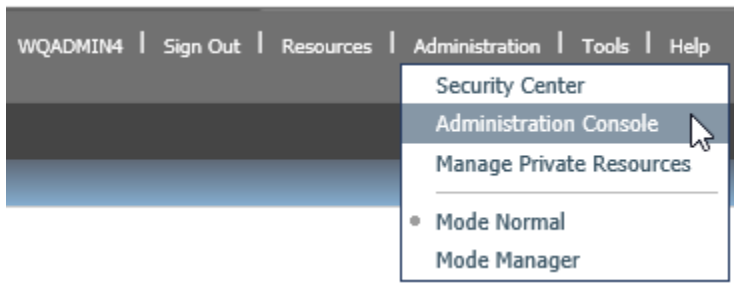 WQADMIN4 | Sign Out | Resources | Administration | Tools | Help
Security Center
Administration Console
Manage Private Resources
Mode Normal
Mode Manager